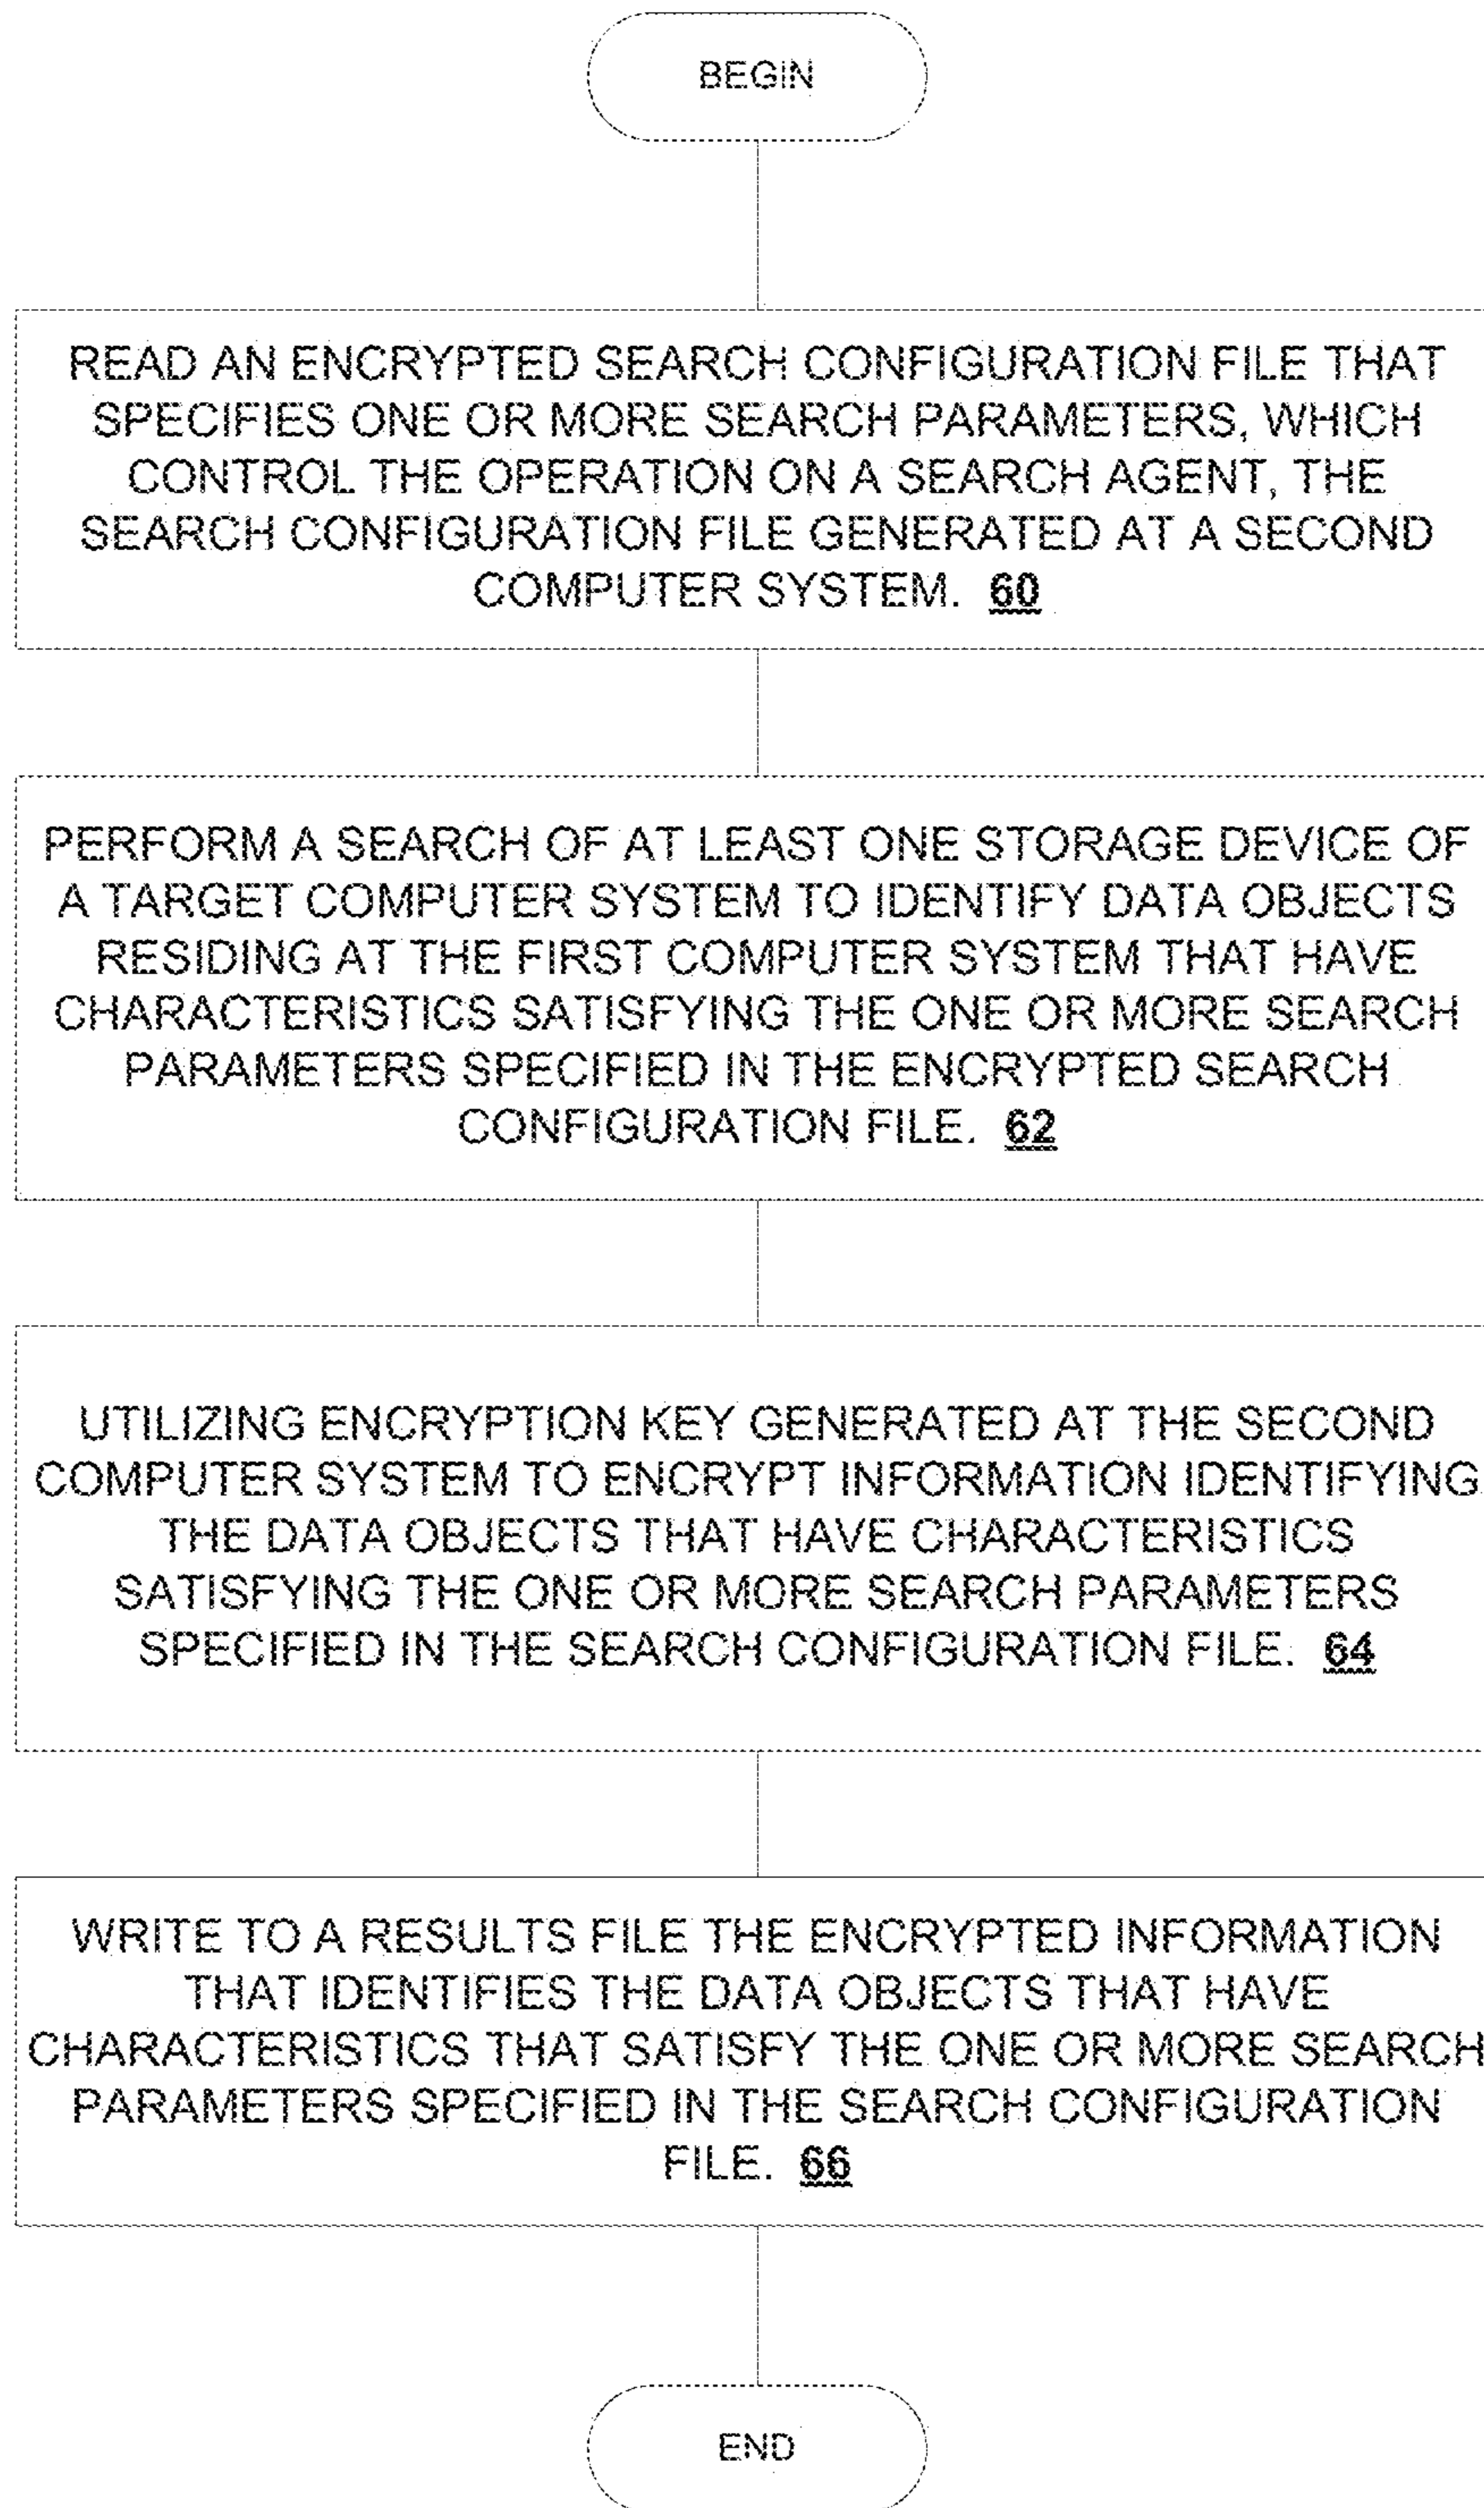 BEGIN
READ AN ENCRYPTED SEARCH CONFIGURATION FILE THAT
SPECIFIES ONE OR MORE SEARCH PARAMETERS, WHICH
CONTROL THE OPERATION ON A SEARCH AGENT, THE
SEARCH CONFIGURATION FILE GENERATED AT A SECOND
COMPUTER SYSTEM. 60
PERFORM A SEARCH OF AT LEAST ONE STORAGE DEVICE OF
A TARGET COMPUTER SYSTEM TO IDENTIFY DATA OBJECTS
RESIDING AT THE FIRST COMPUTER SYSTEM THAT HAVE
CHARACTERISTICS SATISFYING THE ONE OR MORE SEARCH
PARAMETERS SPECIFIED IN THE ENCRYPTED SEARCH
CONFIGURATION FILE. 62
UTILIZING ENCRYPTION KEY GENERATED AT THE SECOND
COMPUTER SYSTEM TO ENCRYPT INFORMATION IDENTIFYING
THE DATA OBJECTS THAT HAVE CHARACTERISTICS
SATISFYING THE ONE OR MORE SEARCH PARAMETERS
SPECIFIED IN THE SEARCH CONFIGURATION FILE. 64
WRITE TO A RESULTS FILE THE ENCRYPTED INFORMATION
THAT IDENTIFIES THE DATA OBJECTS THAT HAVE
CHARACTERISTICS THAT SATISFY THE ONE OR MORE SEARCH
PARAMETERS SPECIFIED IN THE SEARCH CONFIGURATION
FILE. 66
END